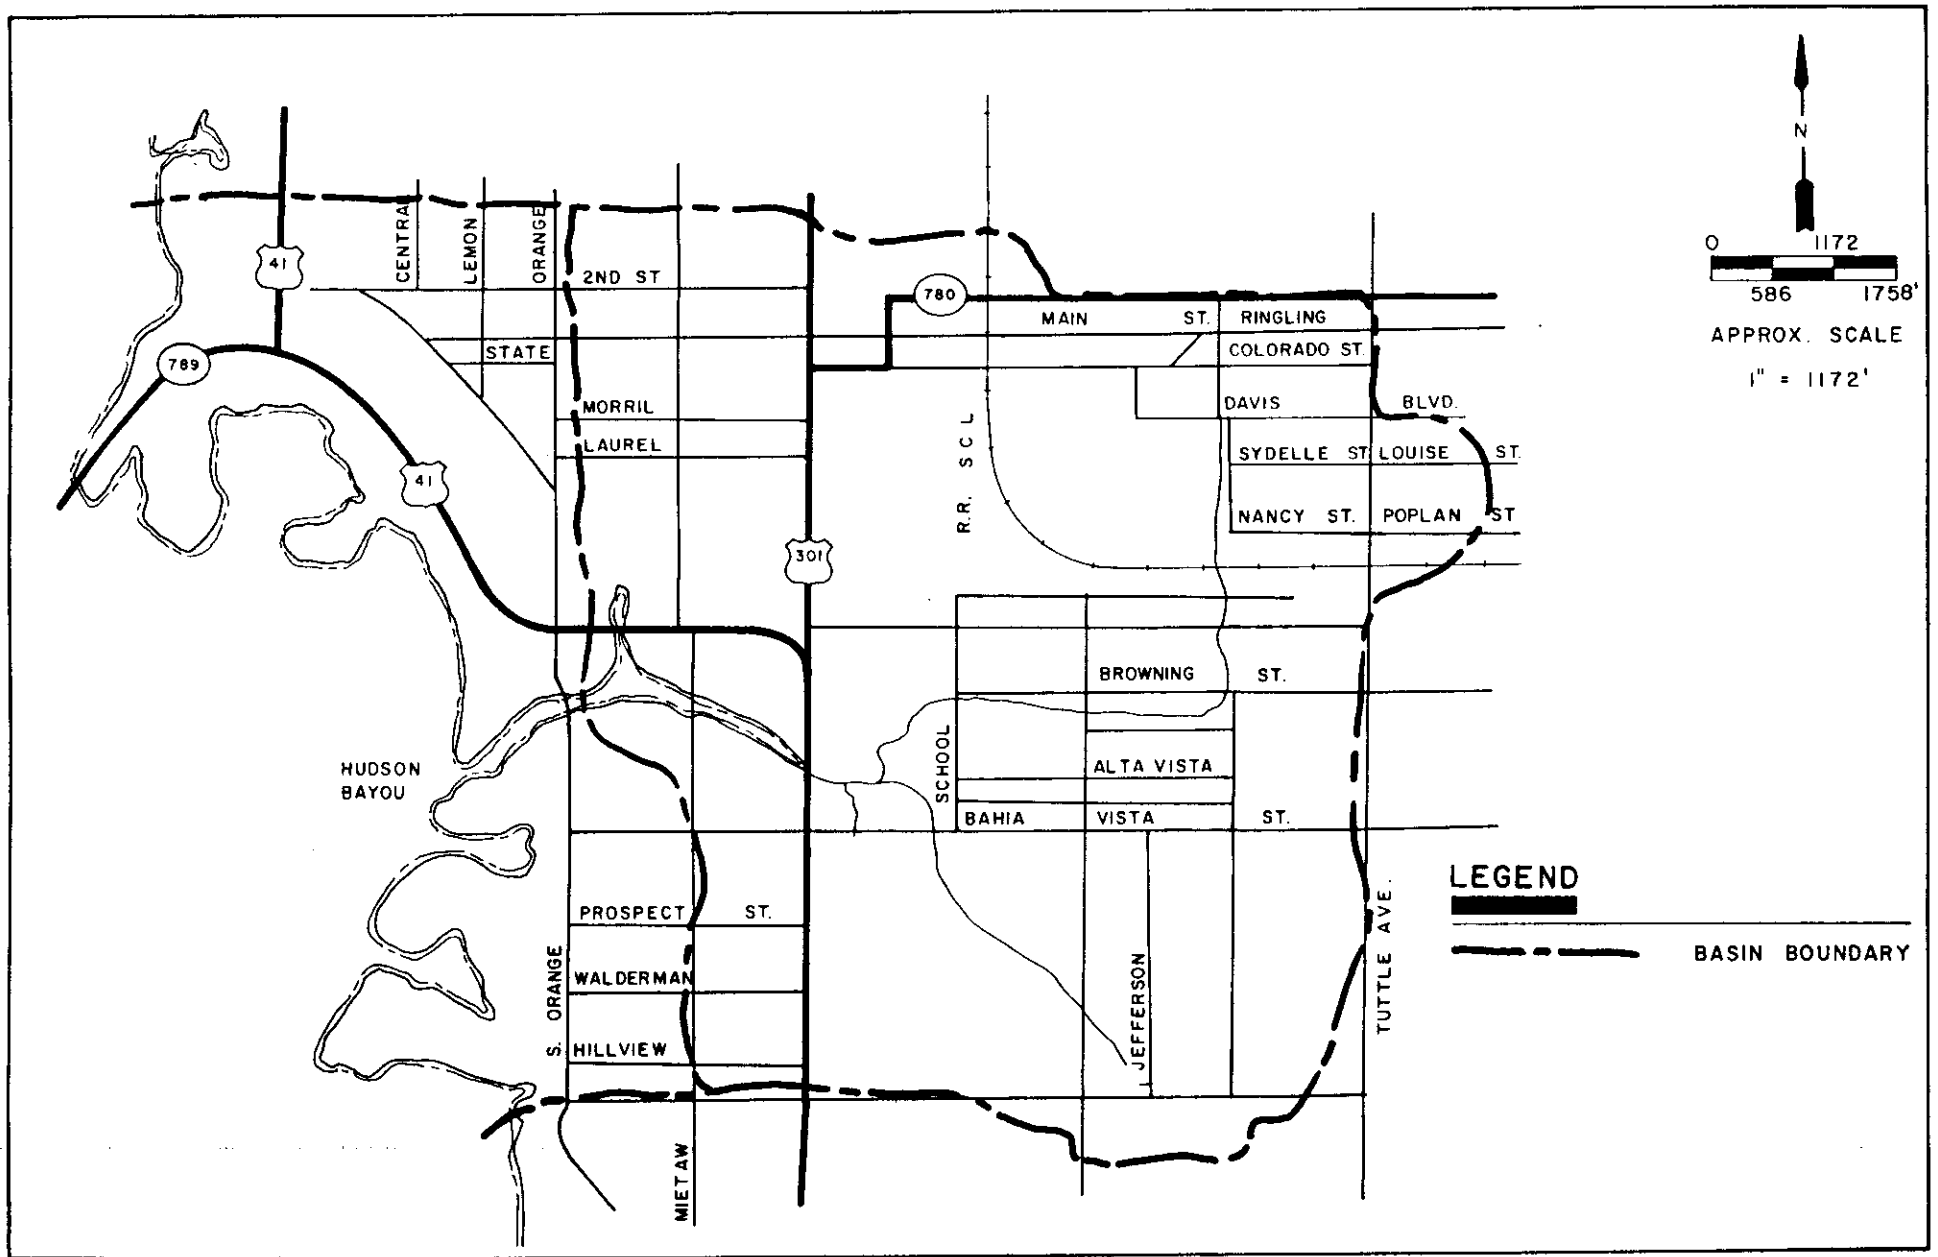 N
0 1172
586 1758'
APPROX. SCALE
1" = 1172'
CENTRAL
LEMON
ORANGE
41
2ND ST
780
MAIN ST. RINGLING
789
STATE
COLORADO ST.
MORRIL
DAVIS BLVD.
LAUREL
R.R. SCL
SYDELLE ST LOUISE ST.
41
NANCY ST. POPLAN ST
301
BROWNING ST.
HUDSON
BAYOU
SCHOOL
ALTA VISTA
BAHIA VISTA ST.
LEGEND
BASIN BOUNDARY
PROSPECT ST.
S. ORANGE
WALDERMAN
JEFFERSON
TUTTLE AVE.
HILLVIEW
MIETAW